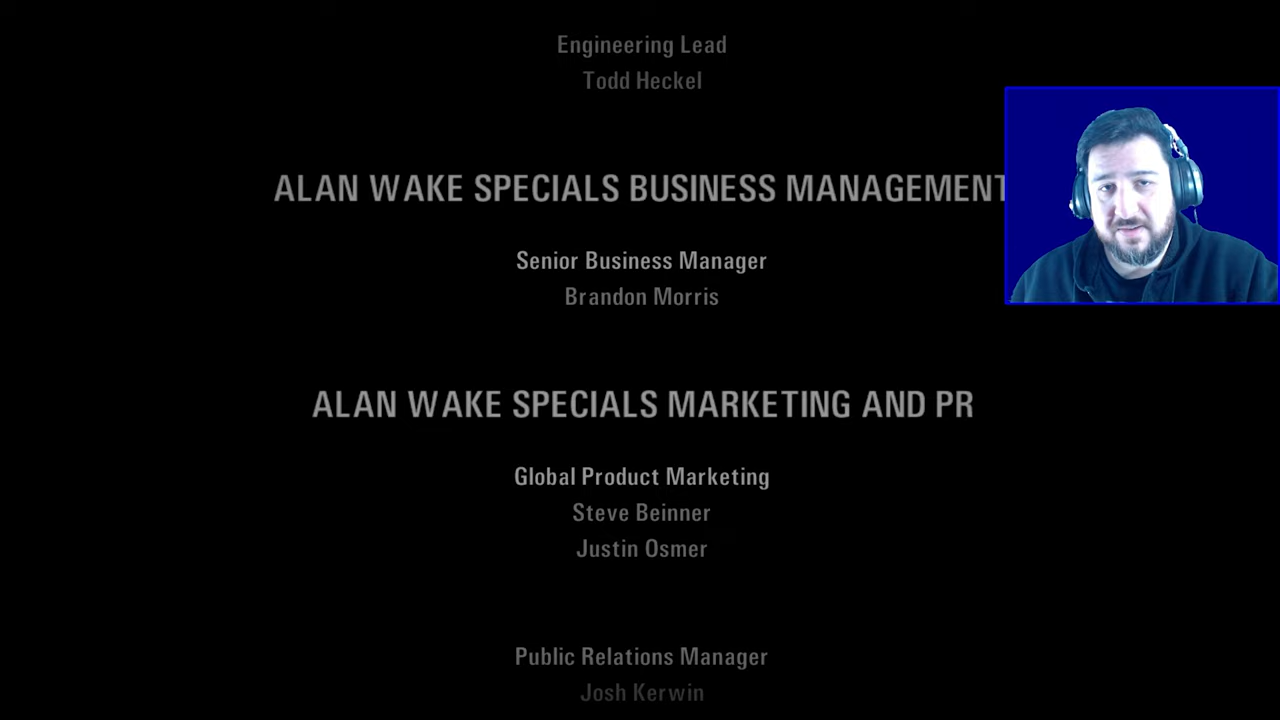 Engineering Lead
Todd Heckel
ALAN WAKE SPECIALS BUSINESS MANAGEMENT
Senior Business Manager
Brandon Morris
ALAN WAKE SPECIALS MARKETING AND PR
Global Product Marketing
Steve Beinner
Justin Osmer
Public Relations Manager
Josh Kerwin